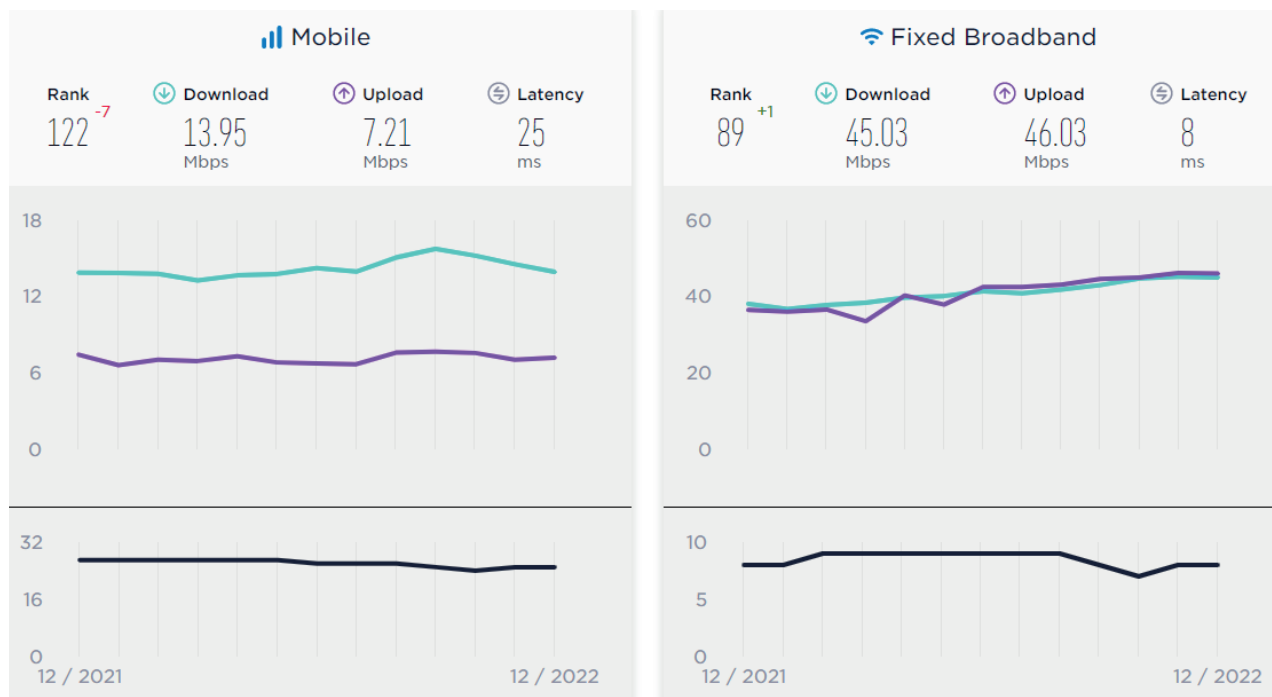 Mobile
Rank Download Upload Latency
122 -7 13.95 7.21 25
Mbps Mbps ms
18
12
6
0
32
16
0
12 / 2021 12 / 2022
Fixed Broadband
Rank Download Upload Latency
89 +1 45.03 46.03 8
Mbps Mbps ms
60
40
20
0
10
5
0
12 / 2021 12 / 2022